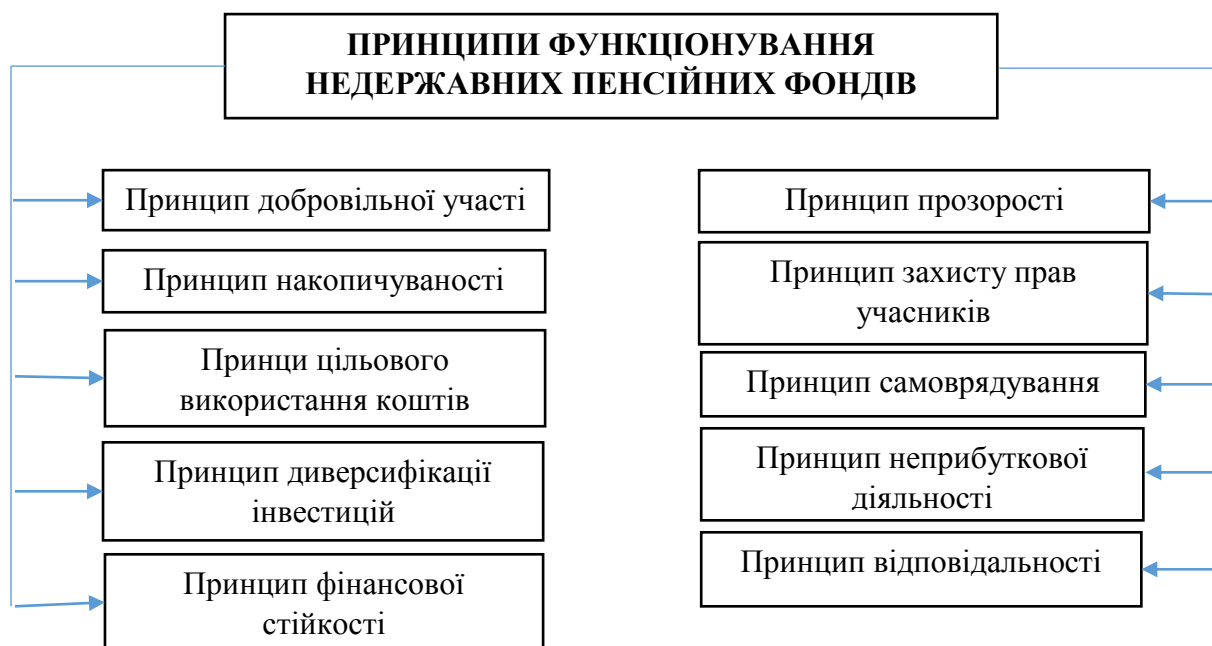 ПРИНЦИПИ ФУНКЦІОНУВАННЯ
НЕДЕРЖАВНИХ ПЕНСІЙНИХ ФОНДІВ
Принцип добровільної участі
Принцип накопичуваності
Принци цільового
використання коштів
Принцип диверсифікації
інвестицій
Принцип фінансової
стійкості
Принцип прозорості
Принцип захисту прав
учасників
Принцип самоврядування
Принцип неприбуткової
діяльності
Принцип відповідальності